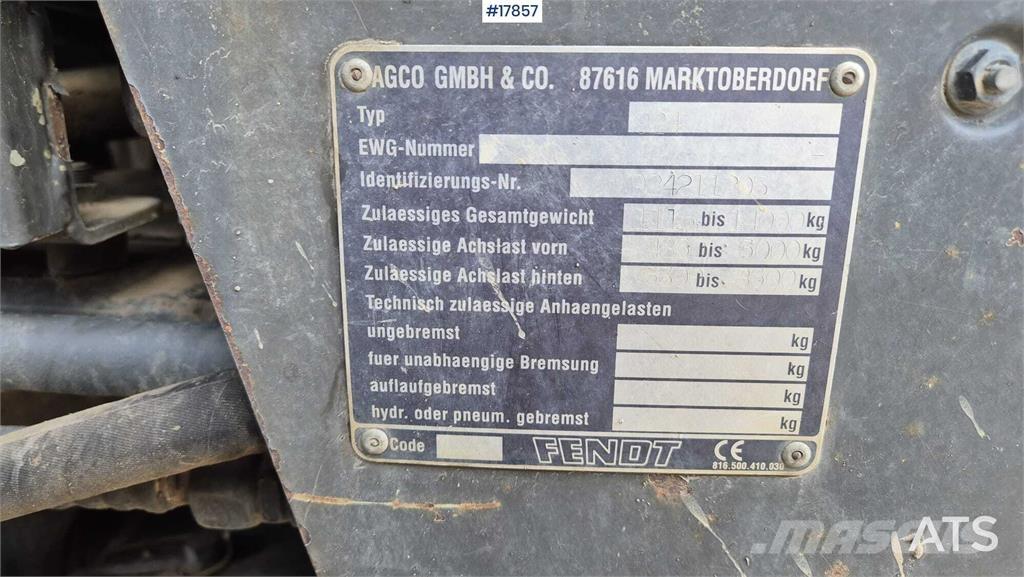 #17857
AGCO GMBH & CO. 87616 MARKTOBERDORF
Typ
EWG-Nummer
Identifizierungs-Nr.
Zulaessiges Gesamtgewicht bis kg
Zulaessige Achslast vorn bis kg
Zulaessige Achslast hinten bis kg
Technisch zulaessige Anhaengelasten
ungebremst kg
fuer unabhaengige Bremsung kg
auflaufgebremst kg
hydr. oder pneum. gebremst kg
Code FENDT CE
816.500.410.030
ATS